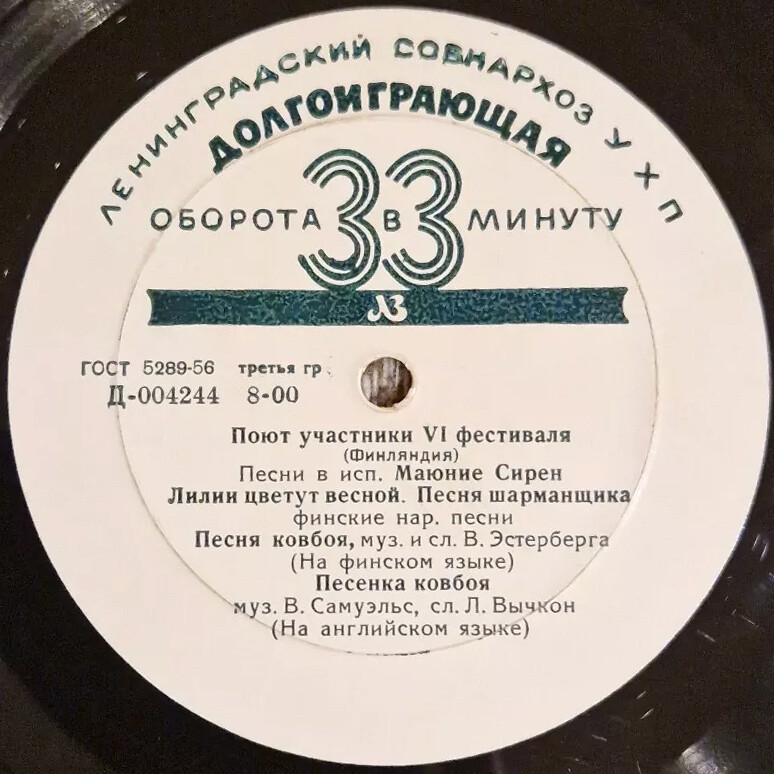 ЛЕНИНГРАДСКИЙ СОВНАРХОЗ УХП
ДОЛГОИГРАЮЩАЯ
ОБОРОТА 33 В МИНУТУ
ЛЗ
ГОСТ 5289-56 третья гр.
Д-004244 8-00
Поют участники VI фестиваля
(Финляндия)
Песни в исп. Маюние Сирен
Лилии цветут весной. Песня шарманщика
финские нар. песни
Песня ковбоя, муз. и сл. В. Эстерберга
(На финском языке)
Песенка ковбоя
муз. В. Самуэльс, сл. Л. Вычкон
(На английском языке)